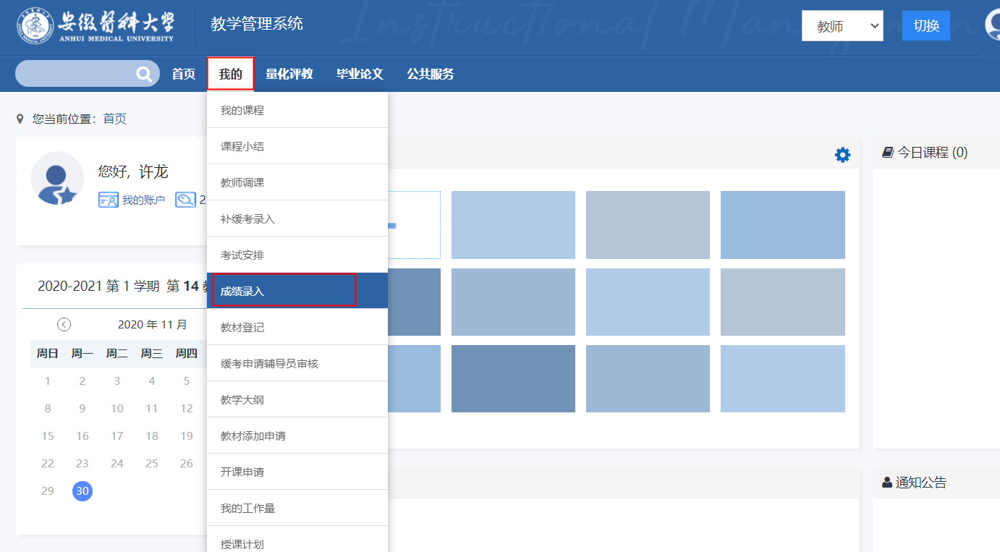 安徽医科大学
ANHUI MEDICAL UNIVERSITY
教学管理系统
Instructional Man
教师
切换
首页
我的
量化评教
毕业论文
公共服务
您当前位置：首页
您好，许龙
我的账户
2
2020-2021 第 1 学期 第 14
2020 年 11 月
周日 周一 周二 周三 周四
1 2 3 4 5
8 9 10 11 12
15 16 17 18 19
22 23 24 25 26
29 30
我的课程
课程小结
教师调课
补缓考录入
考试安排
成绩录入
教材登记
缓考申请辅导员审核
教学大纲
教材添加申请
开课申请
我的工作量
授课计划
今日课程 (0)
通知公告